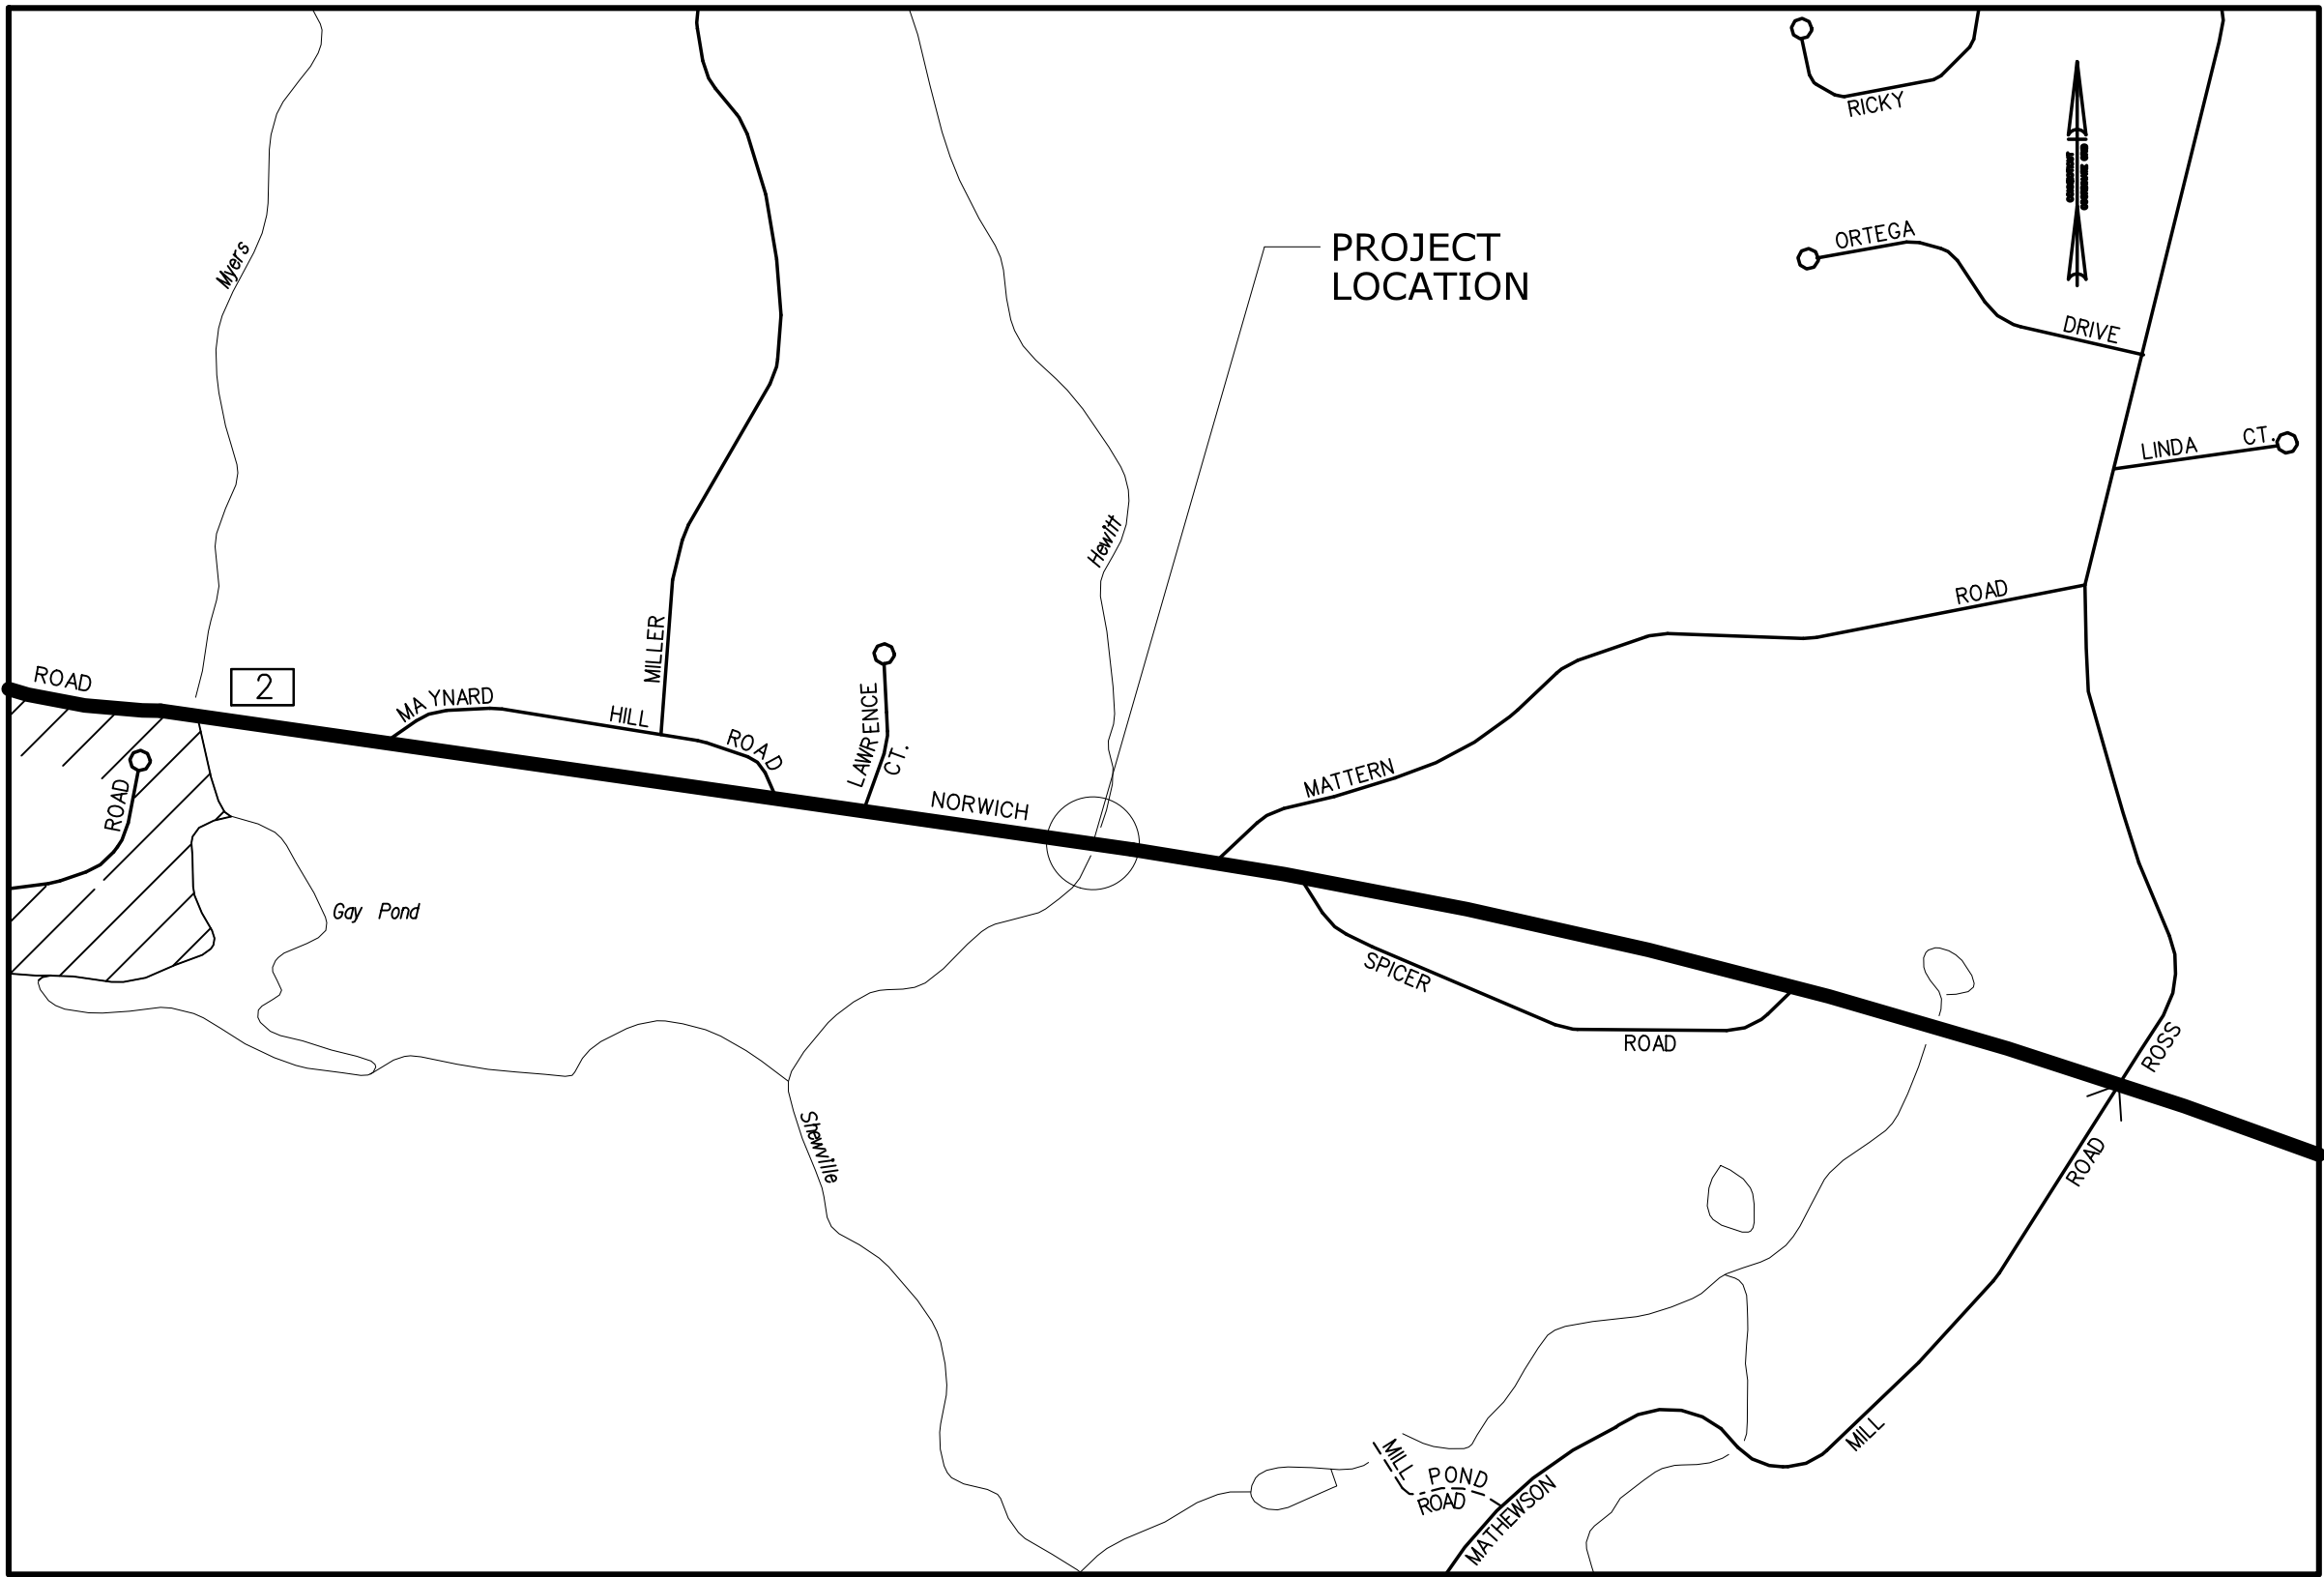 RICKY
ORTEGA
PROJECT
LOCATION
Myers
DRIVE
LINDA CT.
Hewitt
ROAD
MILLER
ROAD
2
MAYNARD
HILL
ROAD
LAWRENCE
CT.
NORWICH
MATTERN
ROAD
Gay Pond
SPICER
ROAD
ROSS
Shewville
ROAD
MILL
MILL
POND
ROAD
MATHEWSON